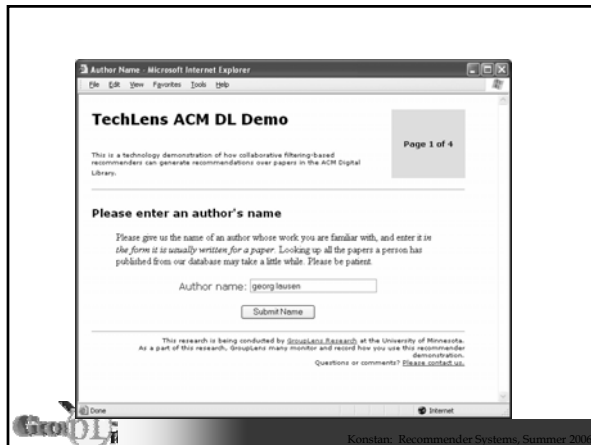 Author Name - Microsoft Internet Explorer
File Edit View Favorites Tools Help
TechLens ACM DL Demo
Page 1 of 4
This is a technology demonstration of how collaborative filtering-based
recommenders can generate recommendations over papers in the ACM Digital
Library.
Please enter an author's name
Please give us the name of an author whose work you are familiar with, and enter it in
the form it is usually written for a paper. Looking up all the papers a person has
published from our database may take a little while. Please be patient.
Author name: georg lausen
Submit Name
This research is being conducted by GroupLens Research at the University of Minnesota.
As a part of this research, GroupLens many monitor and record how you use this recommender
demonstration.
Questions or comments? Please contact us.
Done
Internet
Konstan: Recommender Systems, Summer 2006